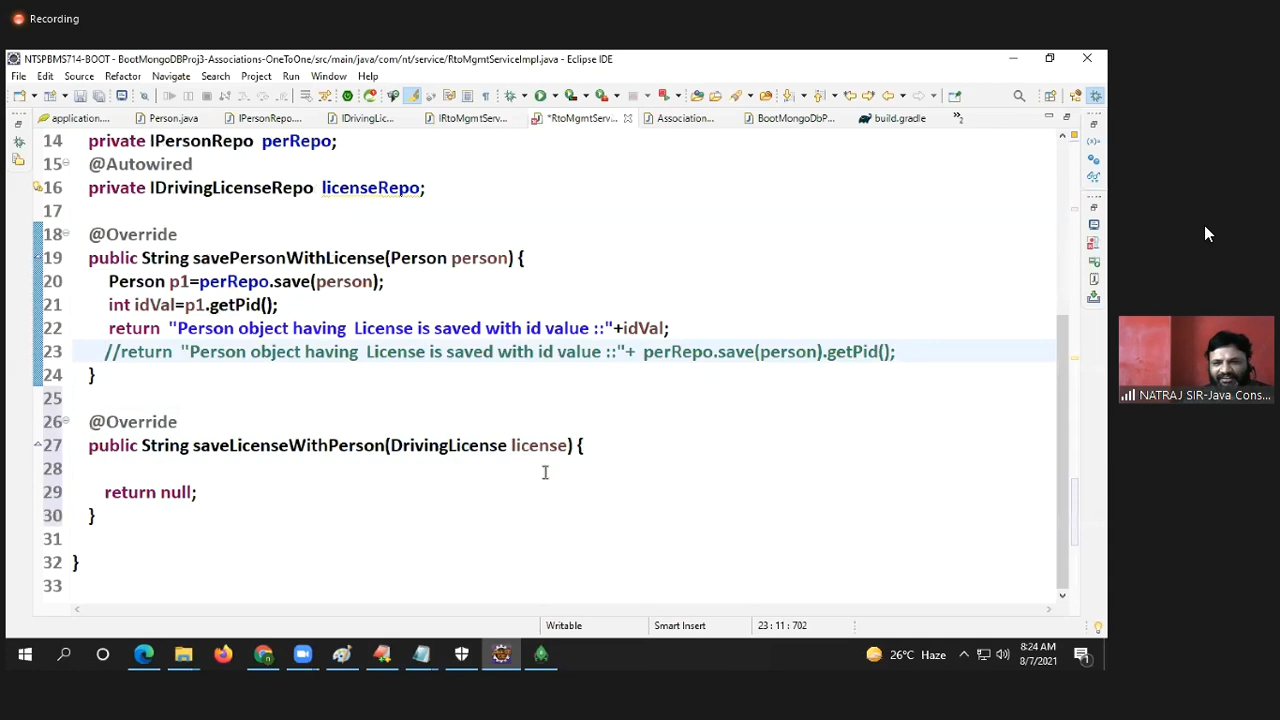 Recording
NTSPBMS714-BOOT - BootMongoDBProj3-Associations-OneToOne/src/main/java/com/nt/service/RtoMgmtServiceImpl.java - Eclipse IDE
File Edit Source Refactor Navigate Search Project Run Window Help
application.... Person.java IPersonRepo.... IDrivingLic... IRtoMgmtServ... *RtoMgmtServ... Association... BootMongoDbP... build.gradle »2
14 private IPersonRepo perRepo;
15 @Autowired
16 private IDrivingLicenseRepo licenseRepo;
17
18 @Override
19 public String savePersonWithLicense(Person person) {
20 Person p1=perRepo.save(person);
21 int idVal=p1.getPid();
22 return "Person object having License is saved with id value ::"+idVal;
23 //return "Person object having License is saved with id value ::"+ perRepo.save(person).getPid();
24 }
25
26 @Override
27 public String saveLicenseWithPerson(DrivingLicense license) {
28
29 return null;
30 }
31
32 }
33
NATRAJ SIR-Java Cons...
Writable Smart Insert 23 : 11 : 702
26°C Haze 8:24 AM
8/7/2021
1